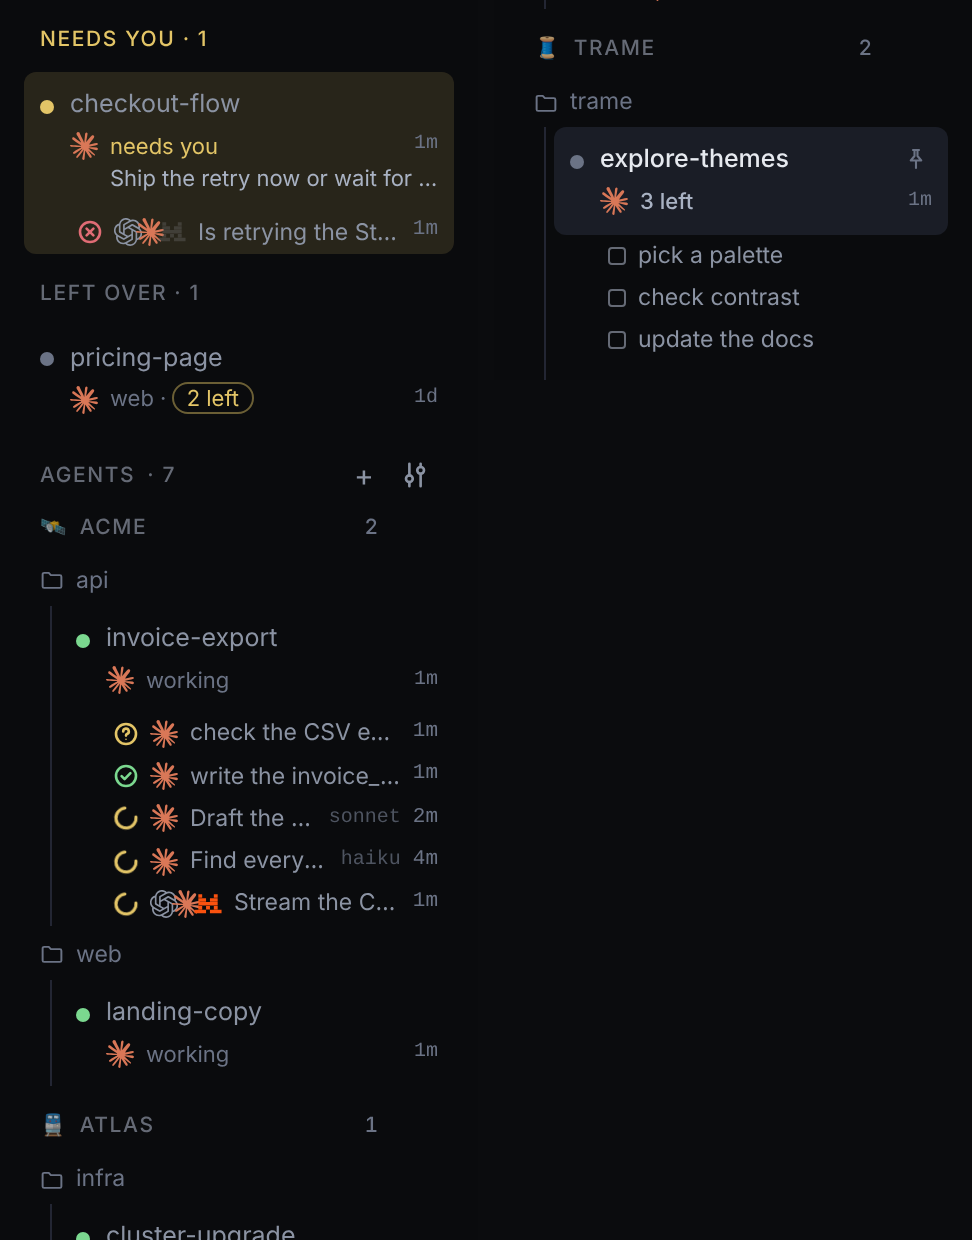 NEEDS YOU · 1
checkout-flow
needs you 1m
Ship the retry now or wait for ...
Is retrying the St... 1m
LEFT OVER · 1
pricing-page
web · 2 left 1d
AGENTS · 7 +
ACME 2
api
invoice-export
working 1m
check the CSV e... 1m
write the invoice_... 1m
Draft the ... sonnet 2m
Find every... haiku 4m
Stream the C... 1m
web
landing-copy
working 1m
ATLAS 1
infra
cluster-upgrade
TRAME 2
trame
explore-themes
3 left 1m
pick a palette
check contrast
update the docs